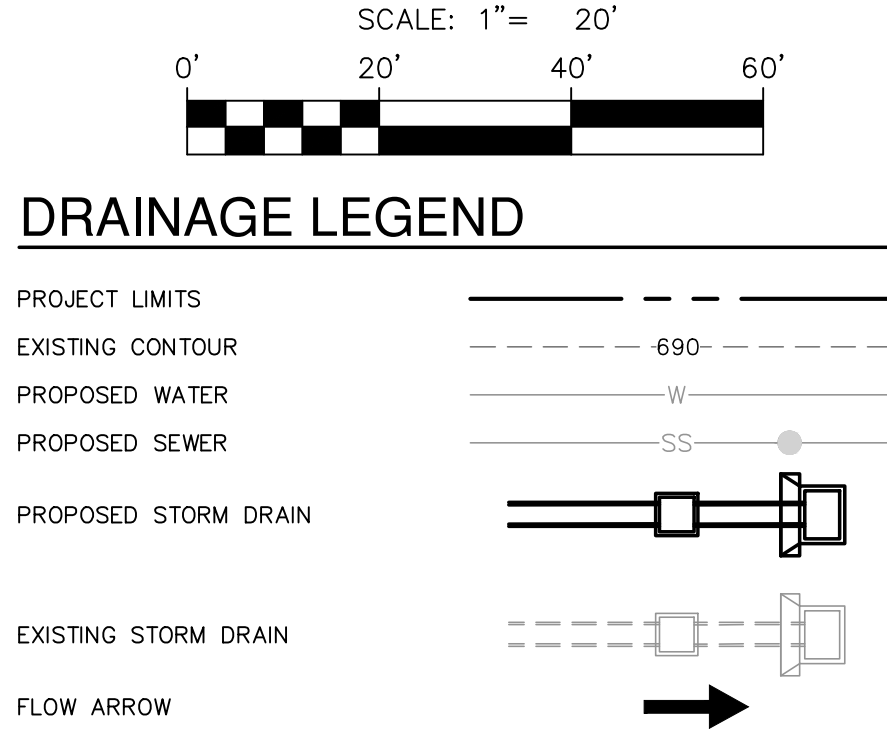 SCALE: 1"= 20'
0' 20' 40' 60'
DRAINAGE LEGEND
PROJECT LIMITS
EXISTING CONTOUR 690
PROPOSED WATER W
PROPOSED SEWER SS
PROPOSED STORM DRAIN
EXISTING STORM DRAIN
FLOW ARROW